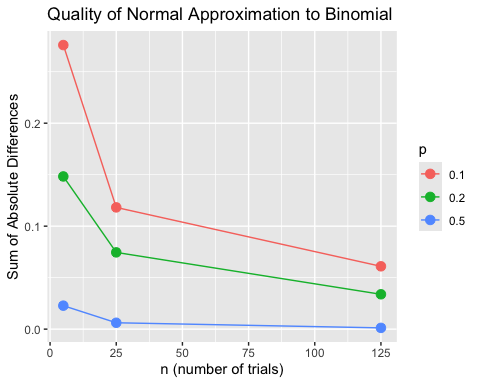 Quality of Normal Approximation to Binomial
Sum of Absolute Differences
0.2
0.1
0.0
0 25 50 75 100 125
n (number of trials)
p
0.1
0.2
0.5